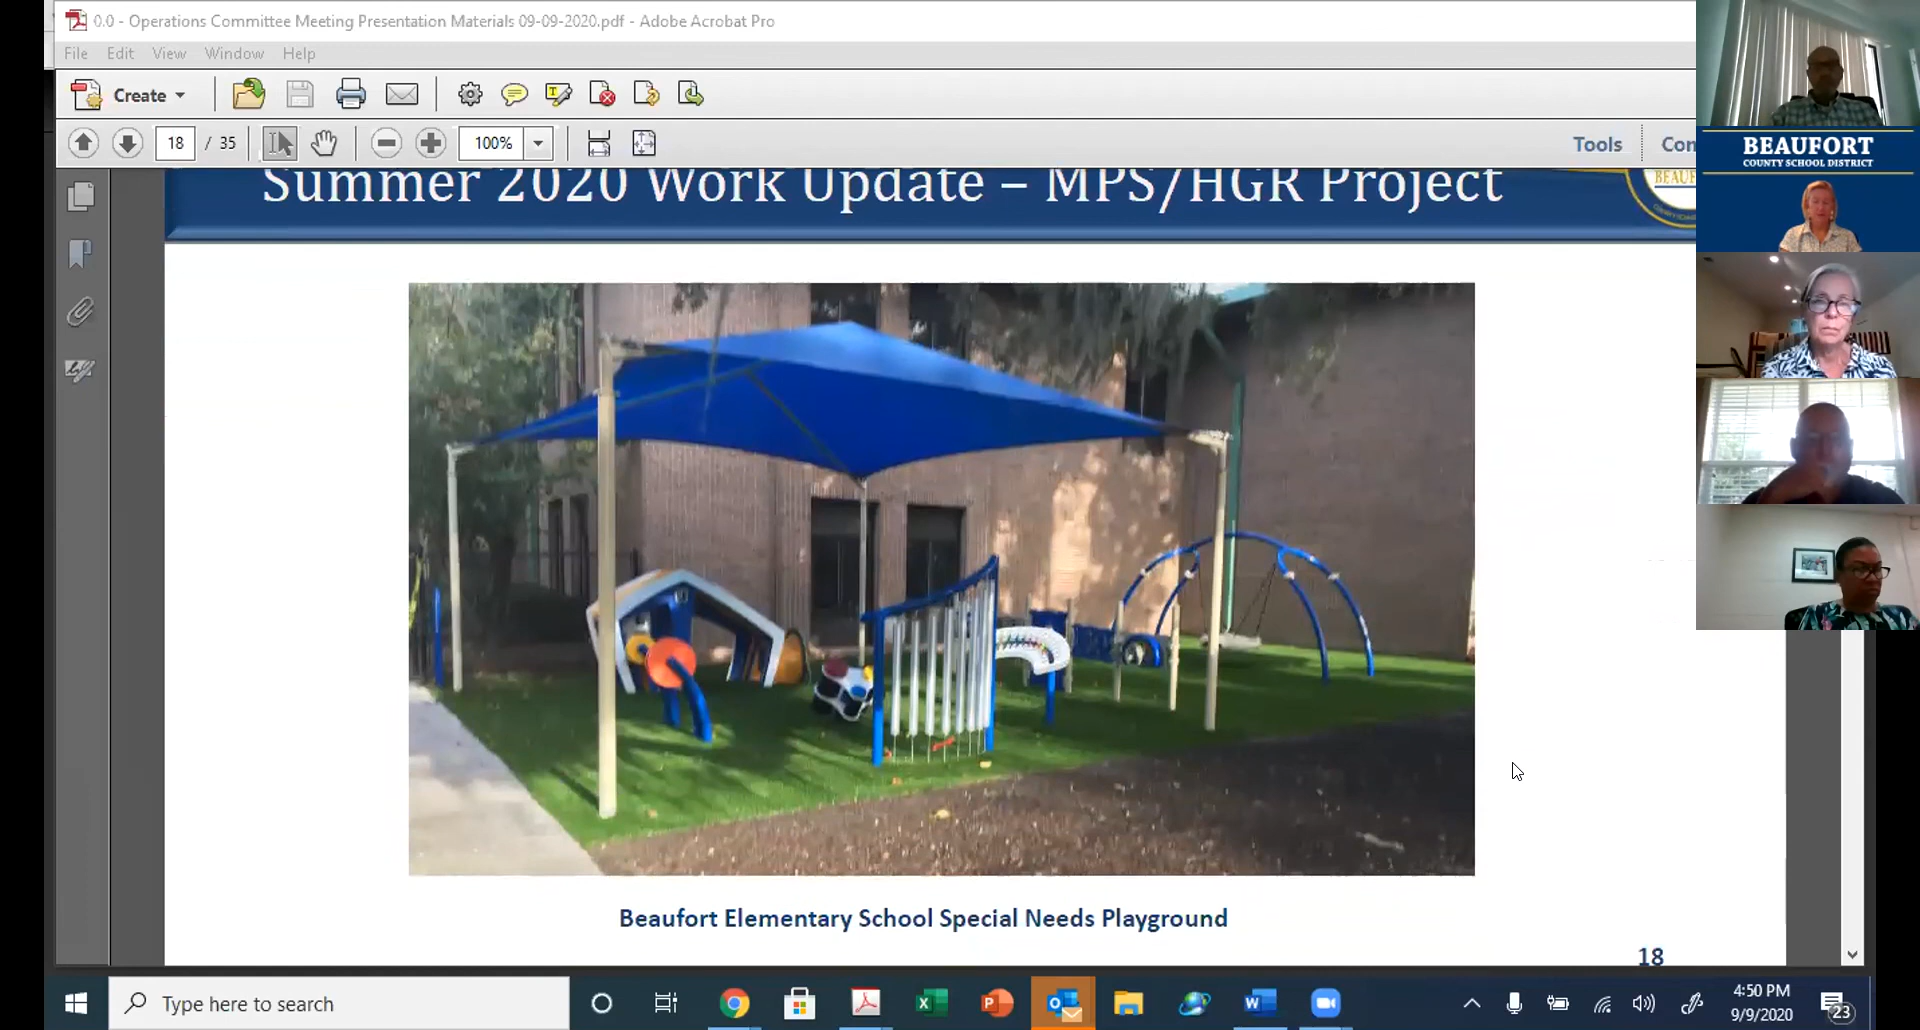 0.0 - Operations Committee Meeting Presentation Materials 09-09-2020.pdf - Adobe Acrobat Pro
File Edit View Window Help
Create
18 / 35 100% Tools
Summer 2020 Work Update – MPS/HGR Project
BEAUFORT
COUNTY SCHOOL DISTRICT
Beaufort Elementary School Special Needs Playground
18
Type here to search
4:50 PM
9/9/2020
23